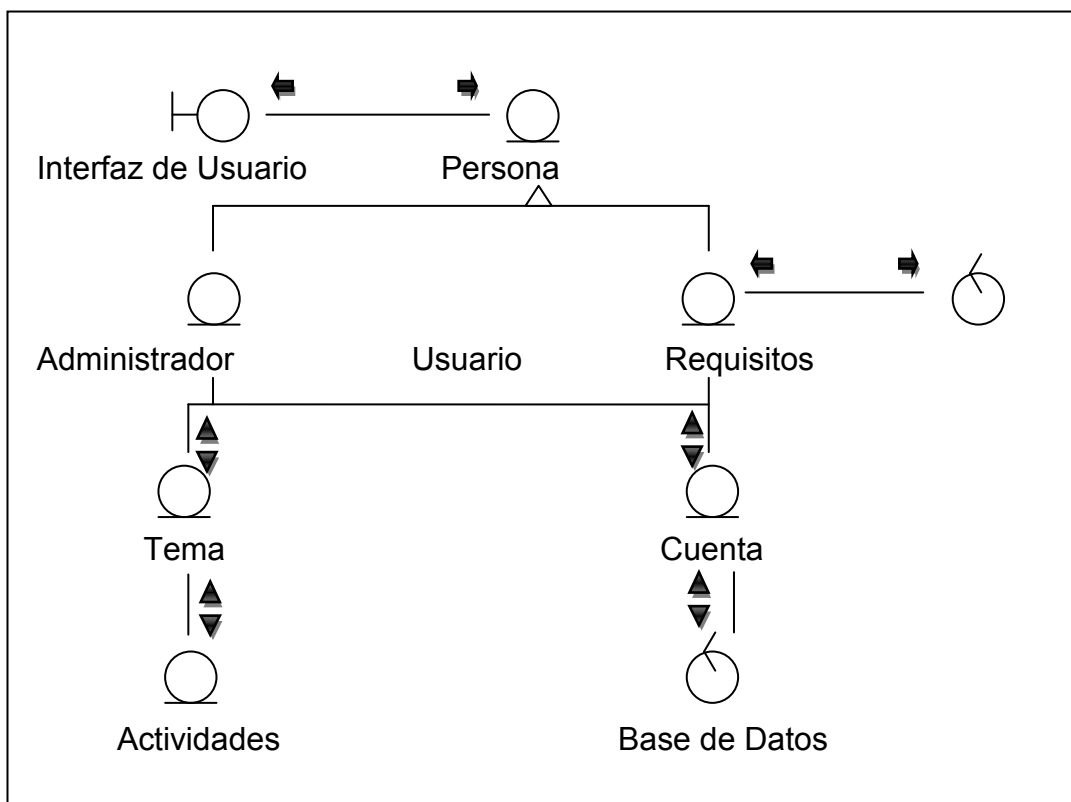 Interfaz de Usuario Persona
Administrador Usuario Requisitos
Tema Cuenta
Actividades Base de Datos